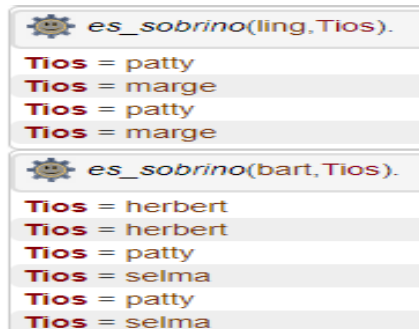 es_sobrino(ling,Tios).
Tios = patty
Tios = marge
Tios = patty
Tios = marge
es_sobrino(bart,Tios).
Tios = herbert
Tios = herbert
Tios = patty
Tios = selma
Tios = patty
Tios = selma